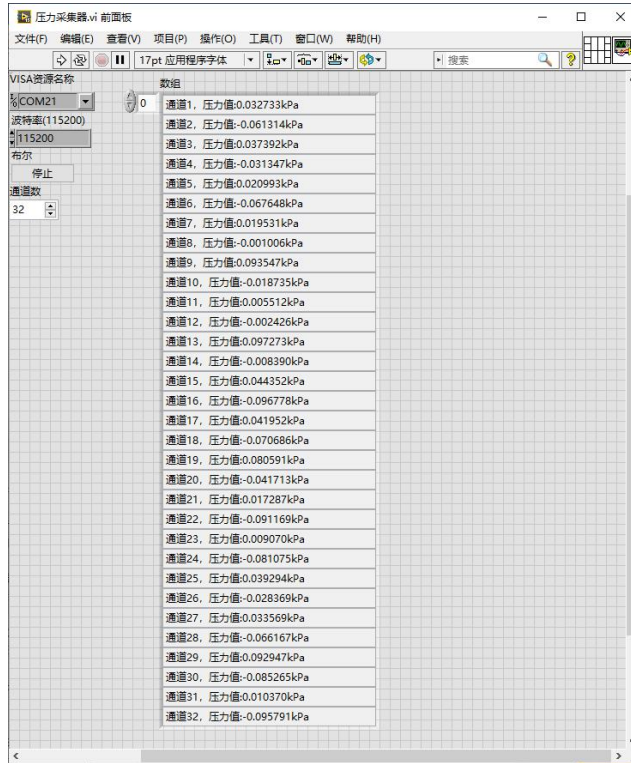 压力采集器.vi 前面板
文件(F) 编辑(E) 查看(V) 项目(P) 操作(O) 工具(T) 窗口(W) 帮助(H)
17pt 应用程序字体 搜索
VISA资源名称
COM21
波特率(115200)
115200
布尔
停止
通道数
32
数组
0
通道1，压力值:0.032733kPa
通道2，压力值:-0.061314kPa
通道3，压力值:0.037392kPa
通道4，压力值:-0.031347kPa
通道5，压力值:0.020993kPa
通道6，压力值:-0.067648kPa
通道7，压力值:0.019531kPa
通道8，压力值:-0.001006kPa
通道9，压力值:0.093547kPa
通道10，压力值:-0.018735kPa
通道11，压力值:0.005512kPa
通道12，压力值:-0.002426kPa
通道13，压力值:0.097273kPa
通道14，压力值:-0.008390kPa
通道15，压力值:0.044352kPa
通道16，压力值:-0.096778kPa
通道17，压力值:0.041952kPa
通道18，压力值:-0.070686kPa
通道19，压力值:0.080591kPa
通道20，压力值:-0.041713kPa
通道21，压力值:0.017287kPa
通道22，压力值:-0.091169kPa
通道23，压力值:0.009070kPa
通道24，压力值:-0.081075kPa
通道25，压力值:0.039294kPa
通道26，压力值:-0.028369kPa
通道27，压力值:0.033569kPa
通道28，压力值:-0.066167kPa
通道29，压力值:0.092947kPa
通道30，压力值:-0.085265kPa
通道31，压力值:0.010370kPa
通道32，压力值:-0.095791kPa